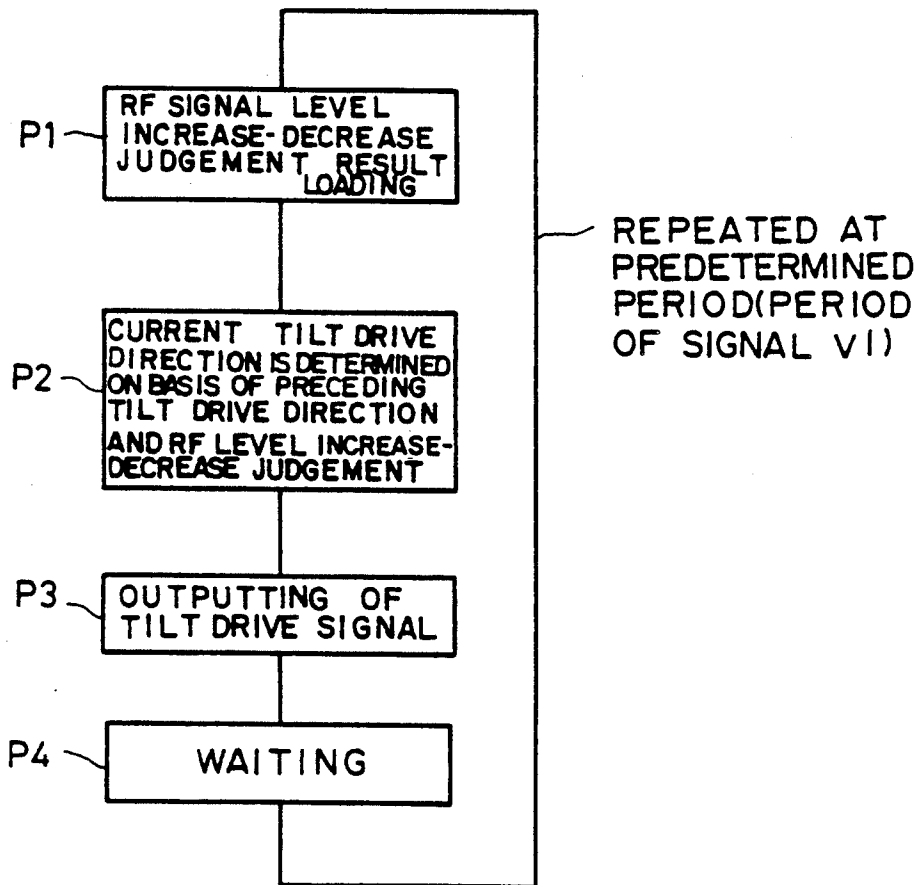 P1
RF SIGNAL LEVEL
INCREASE-DECREASE
JUDGEMENT RESULT
LOADING
REPEATED AT
PREDETERMINED
PERIOD(PERIOD
OF SIGNAL V1)
P2
CURRENT TILT DRIVE
DIRECTION IS DETERMINED
ON BASIS OF PRECEDING
TILT DRIVE DIRECTION
AND RF LEVEL INCREASE-
DECREASE JUDGEMENT
P3
OUTPUTTING OF
TILT DRIVE SIGNAL
P4
WAITING